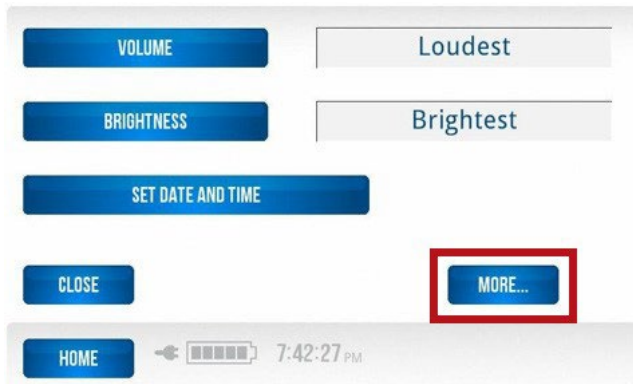 VOLUME Loudest
BRIGHTNESS Brightest
SET DATE AND TIME
CLOSE MORE...
HOME 7:42:27 PM